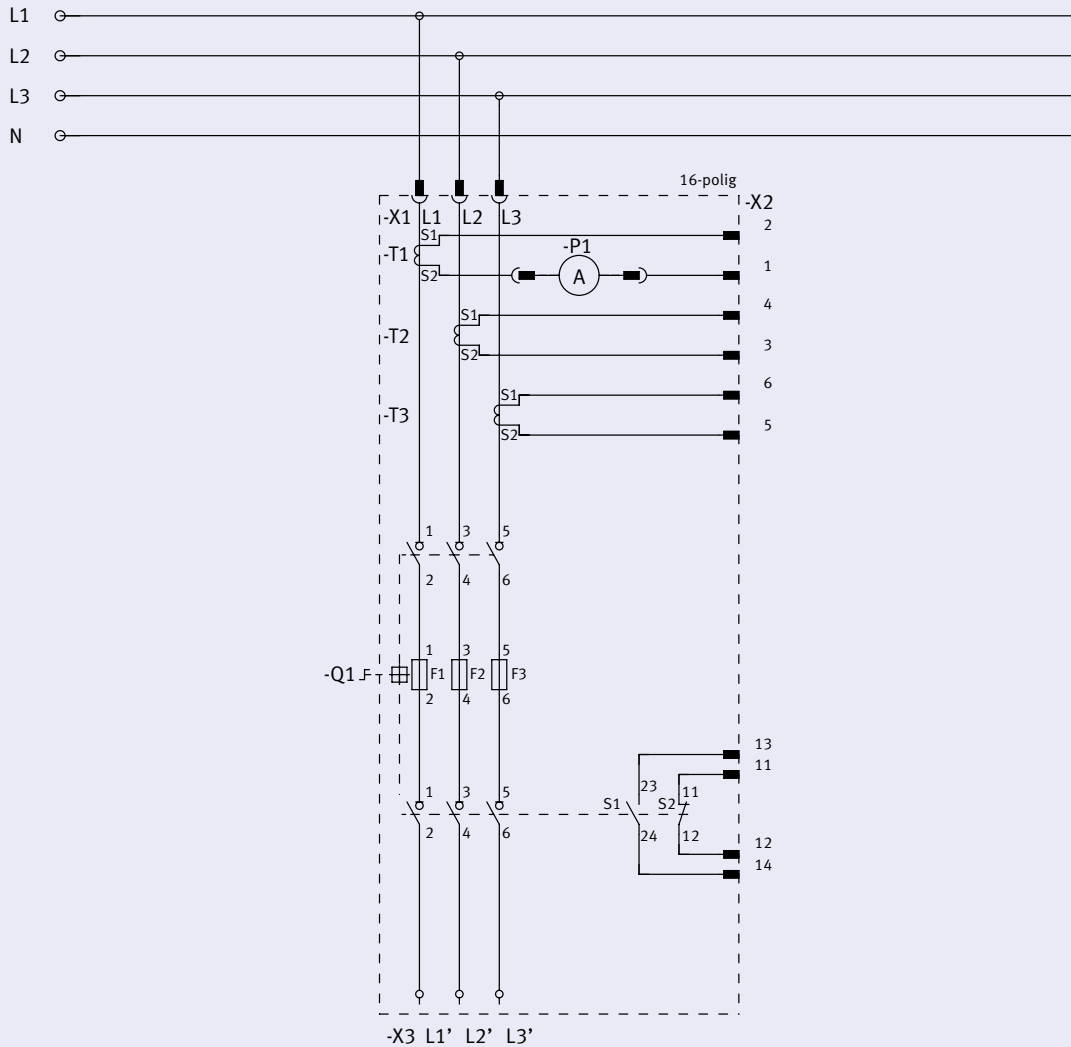 L1
L2
L3
N
16-polig
-X1 L1 L2 L3
-X2
S1
2
-T1
-P1
A
S2
1
S1
4
-T2
S2
3
S1
6
-T3
S2
5
1 3 5
2 4 6
1 3 5
-Q1 F1 F2 F3
2 4 6
13
11
1 3 5
23 11
S1 S2
2 4 6
24 12
12
14
-X3 L1’ L2’ L3’